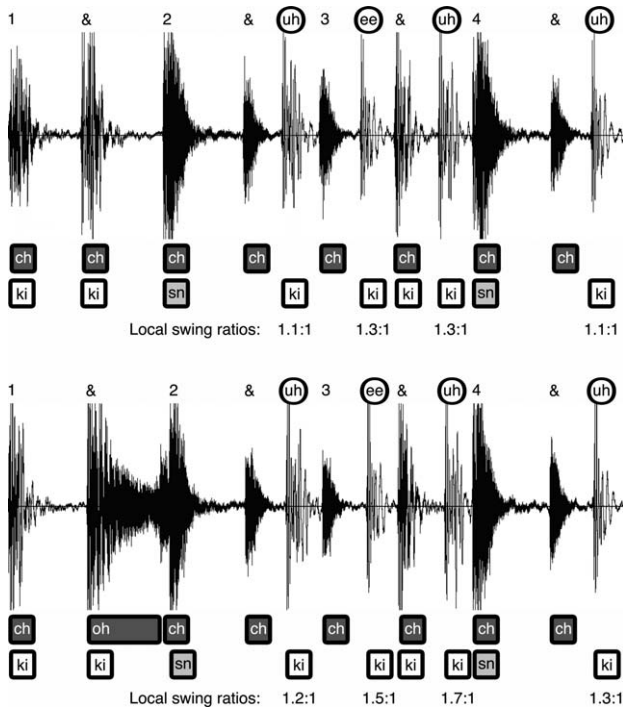 1 & 2 & uh 3 ee & uh 4 & uh
ch ch ch ch ch ch ch ch
ki ki sn ki ki ki ki sn ki
Local swing ratios: 1.1:1 1.3:1 1.3:1 1.1:1
1 & 2 & uh 3 ee & uh 4 & uh
ch oh ch ch ch ch ch ch
ki ki sn ki ki ki ki sn ki
Local swing ratios: 1.2:1 1.5:1 1.7:1 1.3:1